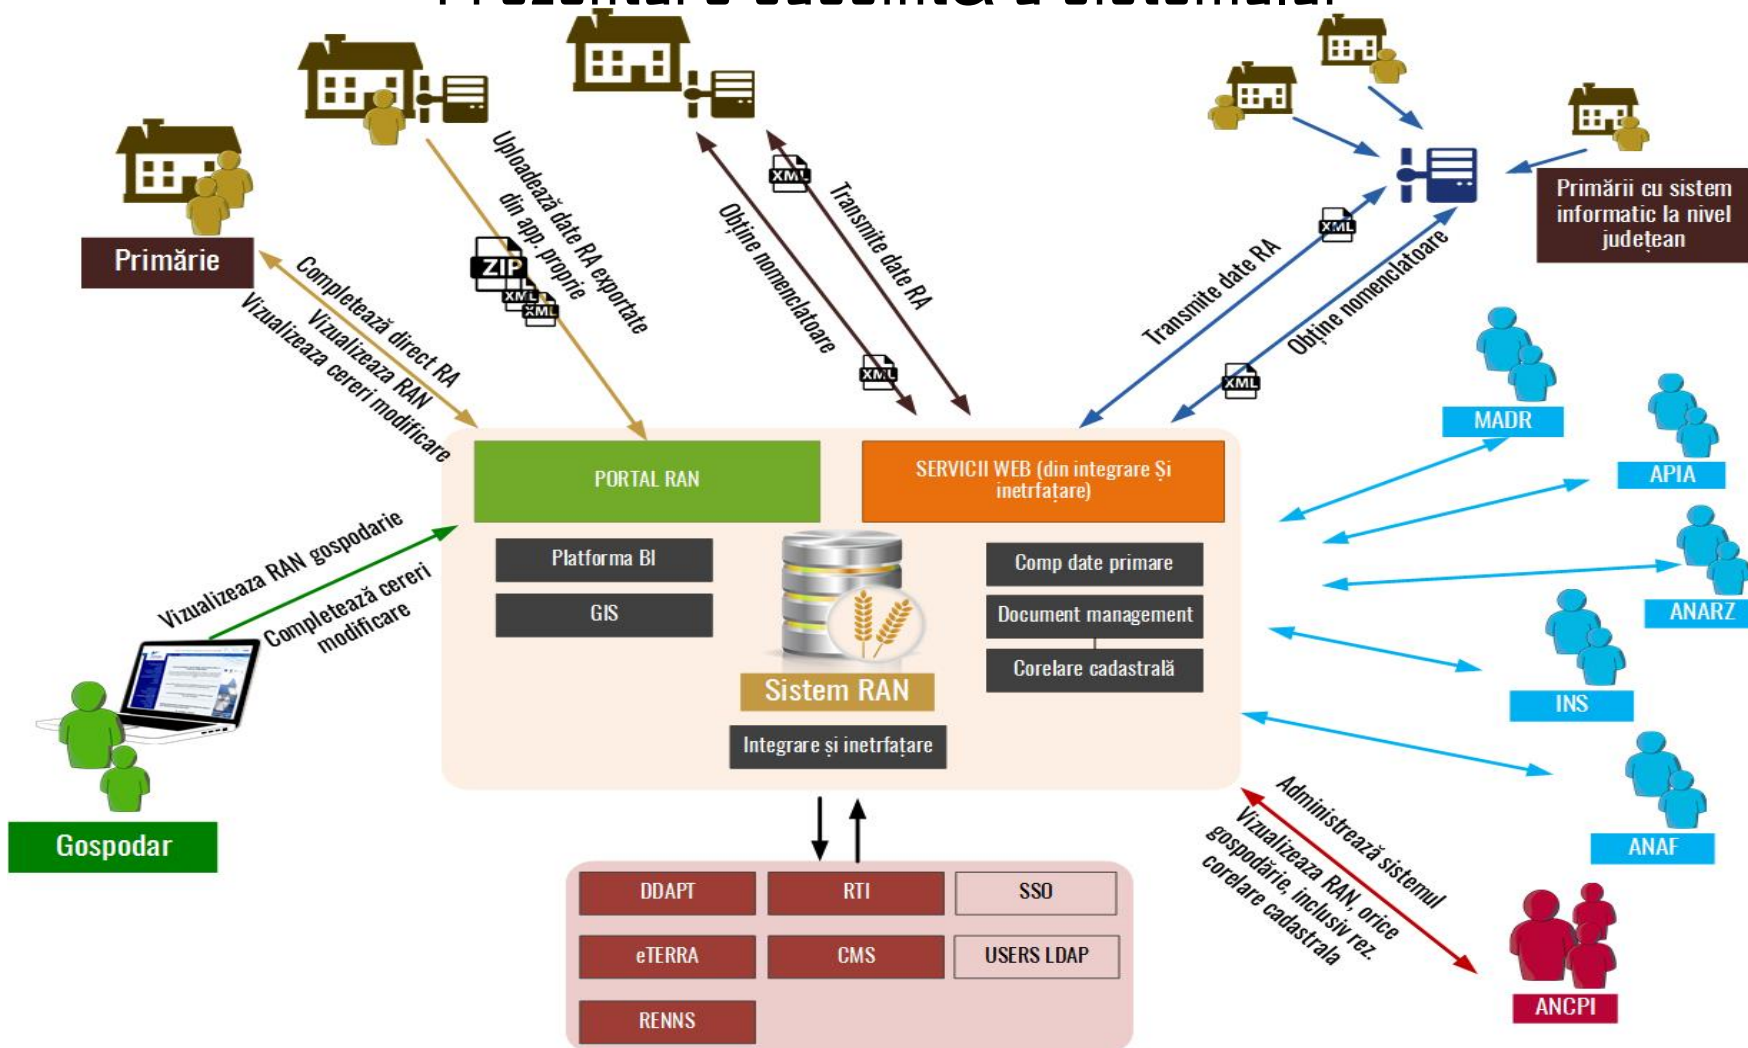 Prezentare succintă a sistemului
Primărie
Completează direct RA
Vizualizeaza RAN
Vizualizeaza cereri modificare
Uploadează date RA exportate
din app. proprie
ZIP
XML
XML
Obține nomenclatoare
XML
XML
Transmite date RA
Transmite date RA
XML
Obține nomenclatoare
XML
Primării cu sistem
informatic la nivel
județean
MADR
APIA
ANARZ
INS
ANAF
PORTAL RAN
SERVICII WEB (din integrare Și
inetrfațare)
Platforma BI
GIS
Comp date primare
Document management
Corelare cadastrală
Sistem RAN
Integrare și inetrfațare
Vizualizeaza RAN gospodarie
Completează cereri
modificare
Gospodar
Administrează sistemul
Vizualizeaza RAN, orice
gospodărie, inclusiv rez.
corelare cadastrala
ANCPI
DDAPT
RTI
SSO
eTERRA
CMS
USERS LDAP
RENNS